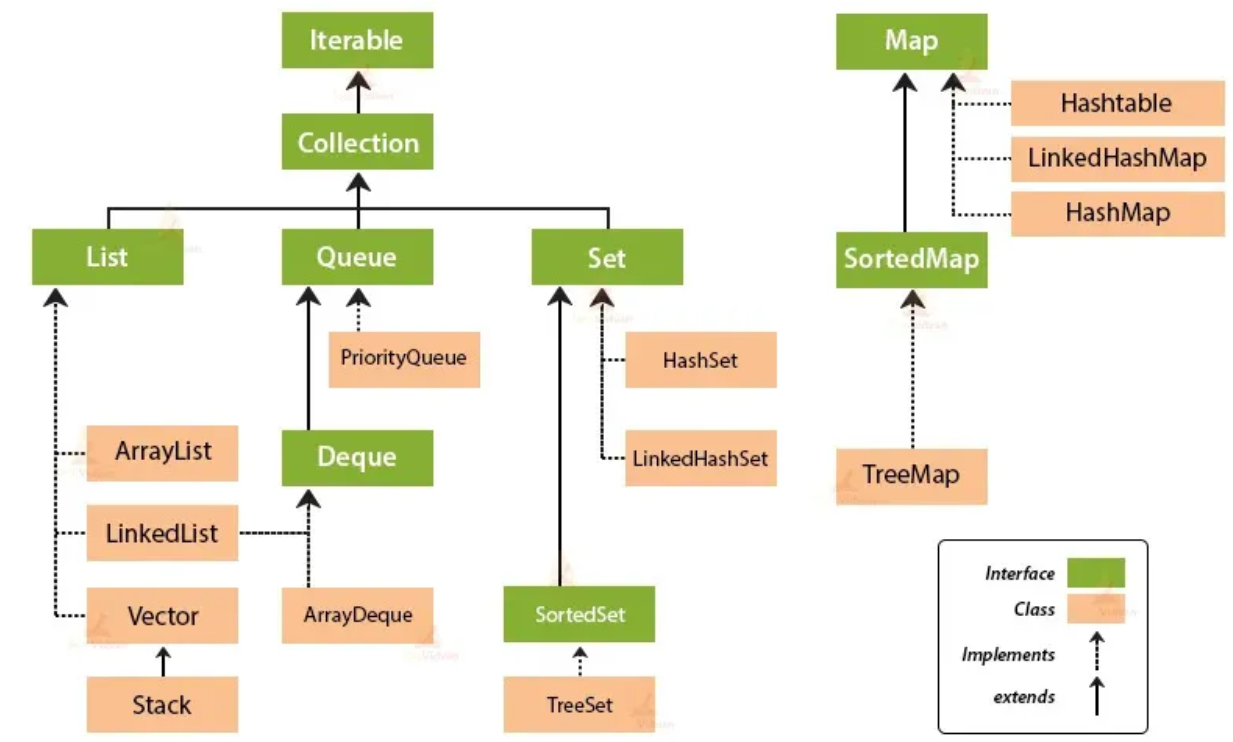 Iterable
Map
Collection
Hashtable
LinkedHashMap
HashMap
List
Queue
Set
SortedMap
PriorityQueue
HashSet
ArrayList
Deque
LinkedHashSet
TreeMap
LinkedList
Vector
ArrayDeque
SortedSet
Stack
TreeSet
Interface
Class
Implements
extends